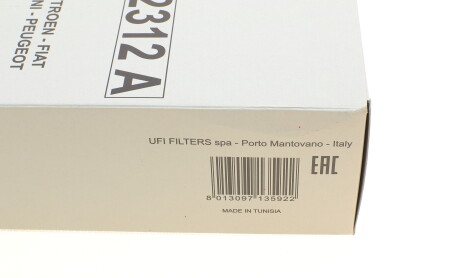 2312 A
TROEN - FIAT
NI - PEUGEOT
UFI FILTERS spa - Porto Mantovano - Italy
EAC
8 013097 135922
MADE IN TUNISIA